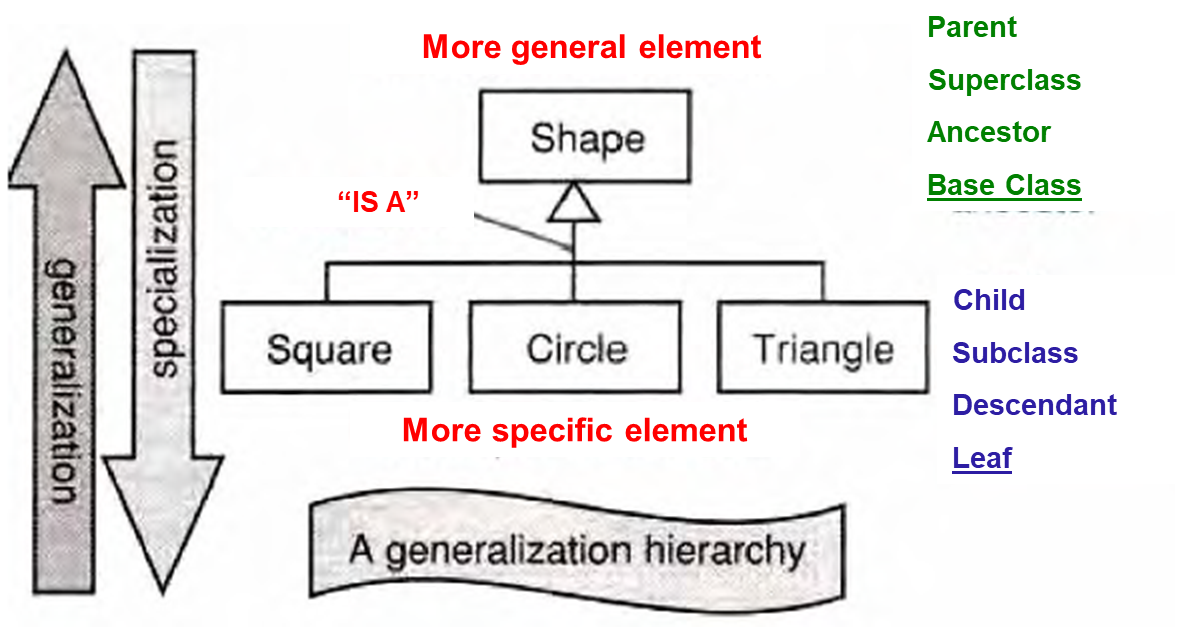 More general element
Parent
Superclass
Ancestor
Base Class
Shape
“IS A”
generalization
specialization
Square
Circle
Triangle
Child
Subclass
Descendant
Leaf
More specific element
A generalization hierarchy